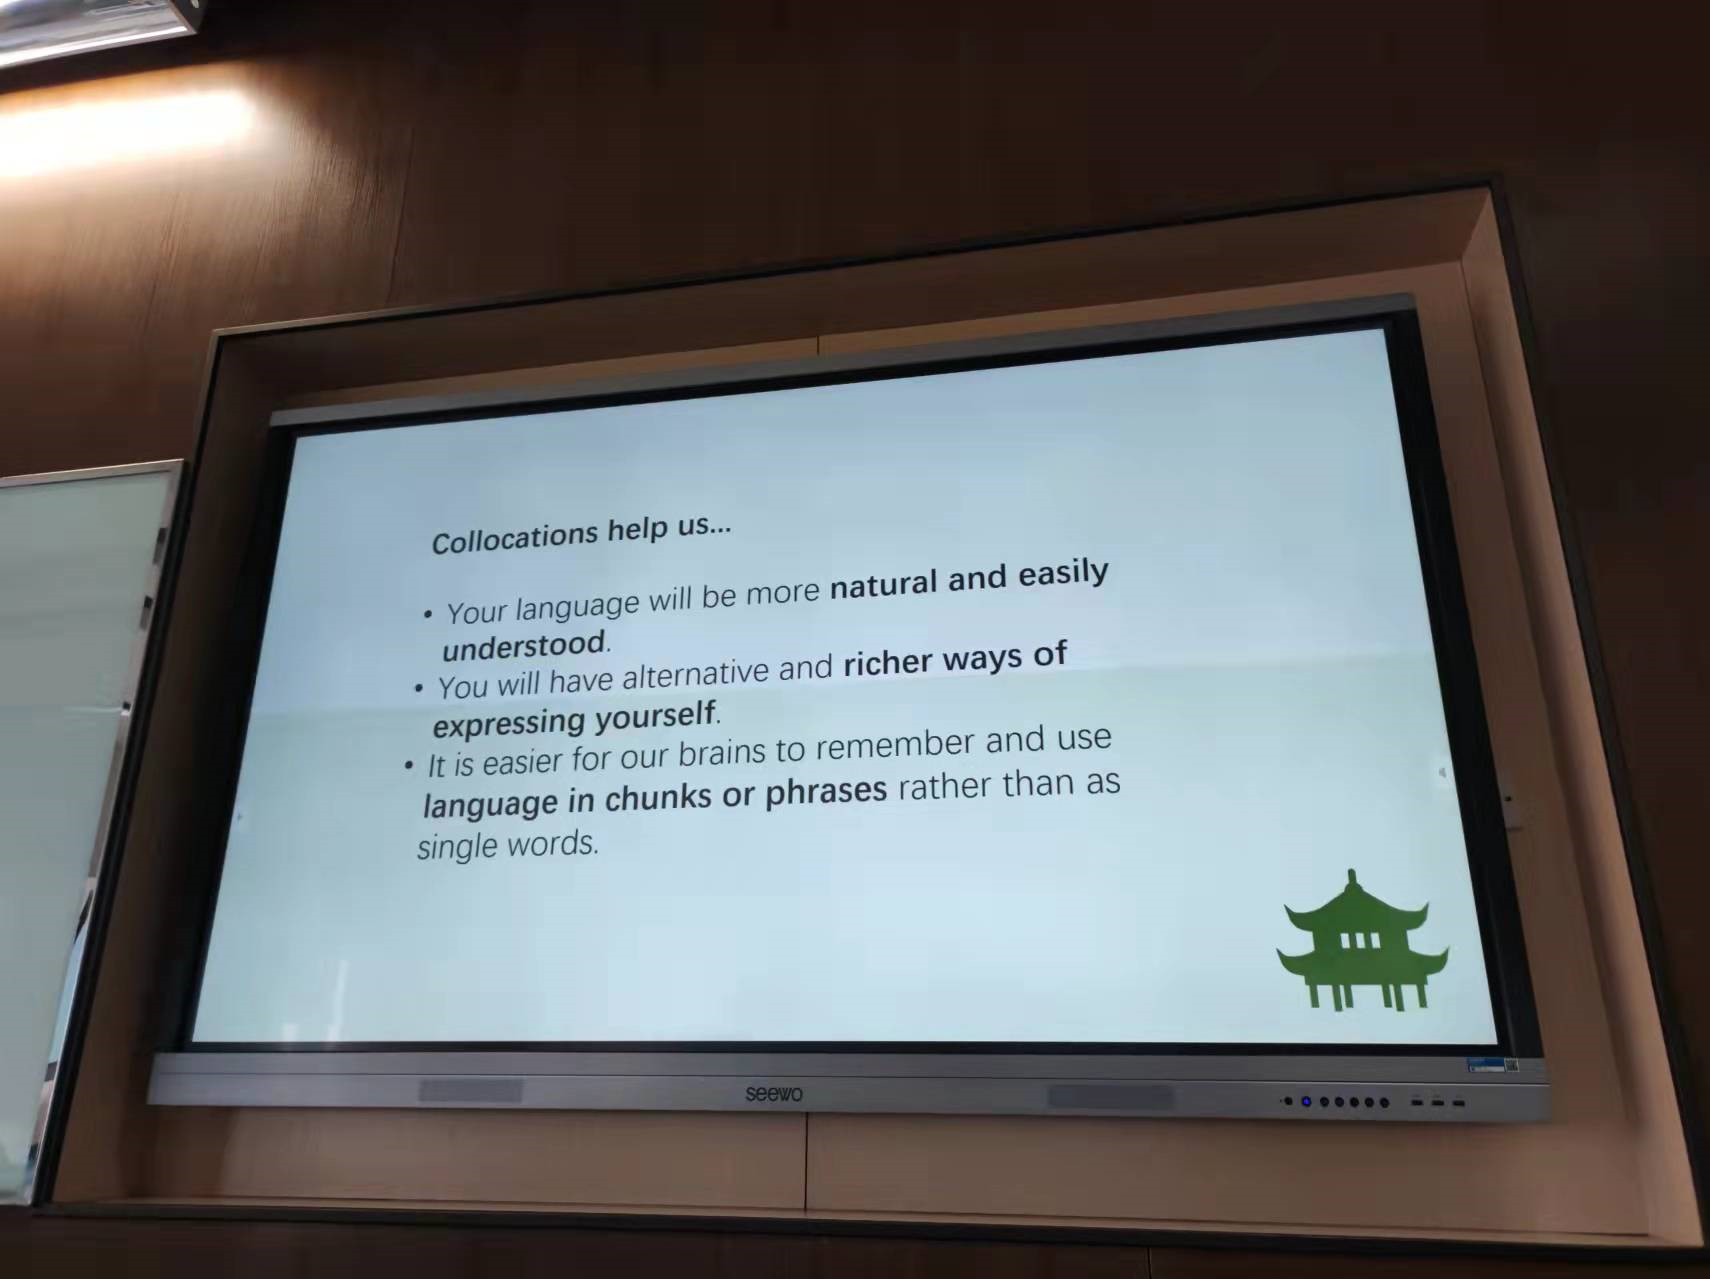 Collocations help us...
• Your language will be more natural and easily
understood.
• You will have alternative and richer ways of
expressing yourself.
• It is easier for our brains to remember and use
language in chunks or phrases rather than as
single words.
seewo